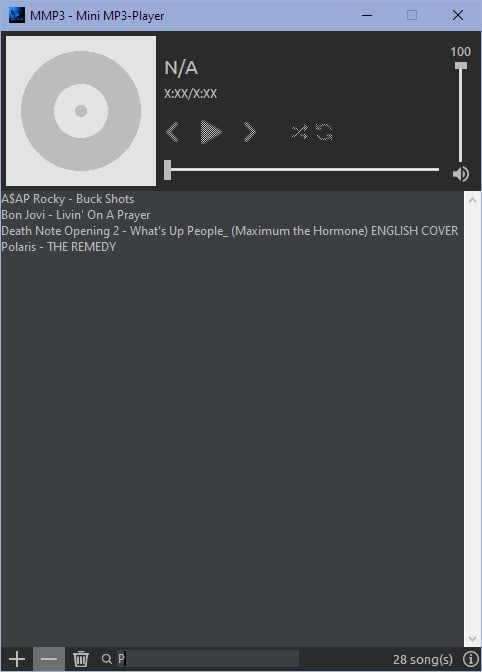 MMP3 - Mini MP3-Player
100
N/A
X:XX/X:XX
A$AP Rocky - Buck Shots
Bon Jovi - Livin' On A Prayer
Death Note Opening 2 - What's Up People_ (Maximum the Hormone) ENGLISH COVER
Polaris - THE REMEDY
P
28 song(s)